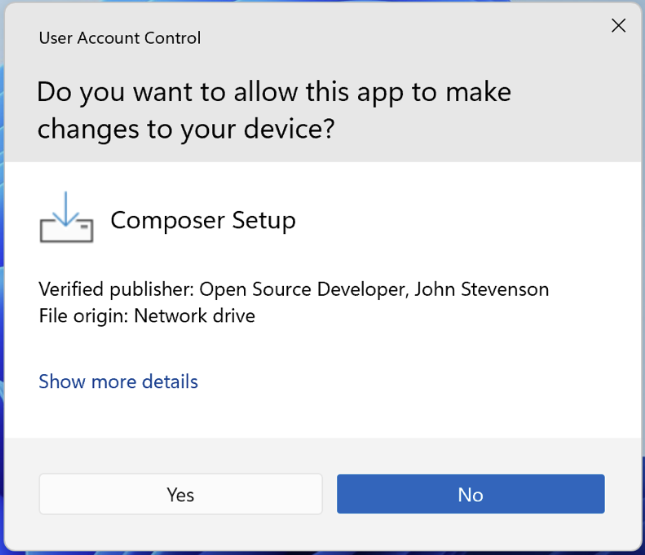 User Account Control
Do you want to allow this app to make
changes to your device?
Composer Setup
Verified publisher: Open Source Developer, John Stevenson
File origin: Network drive
Show more details
Yes
No